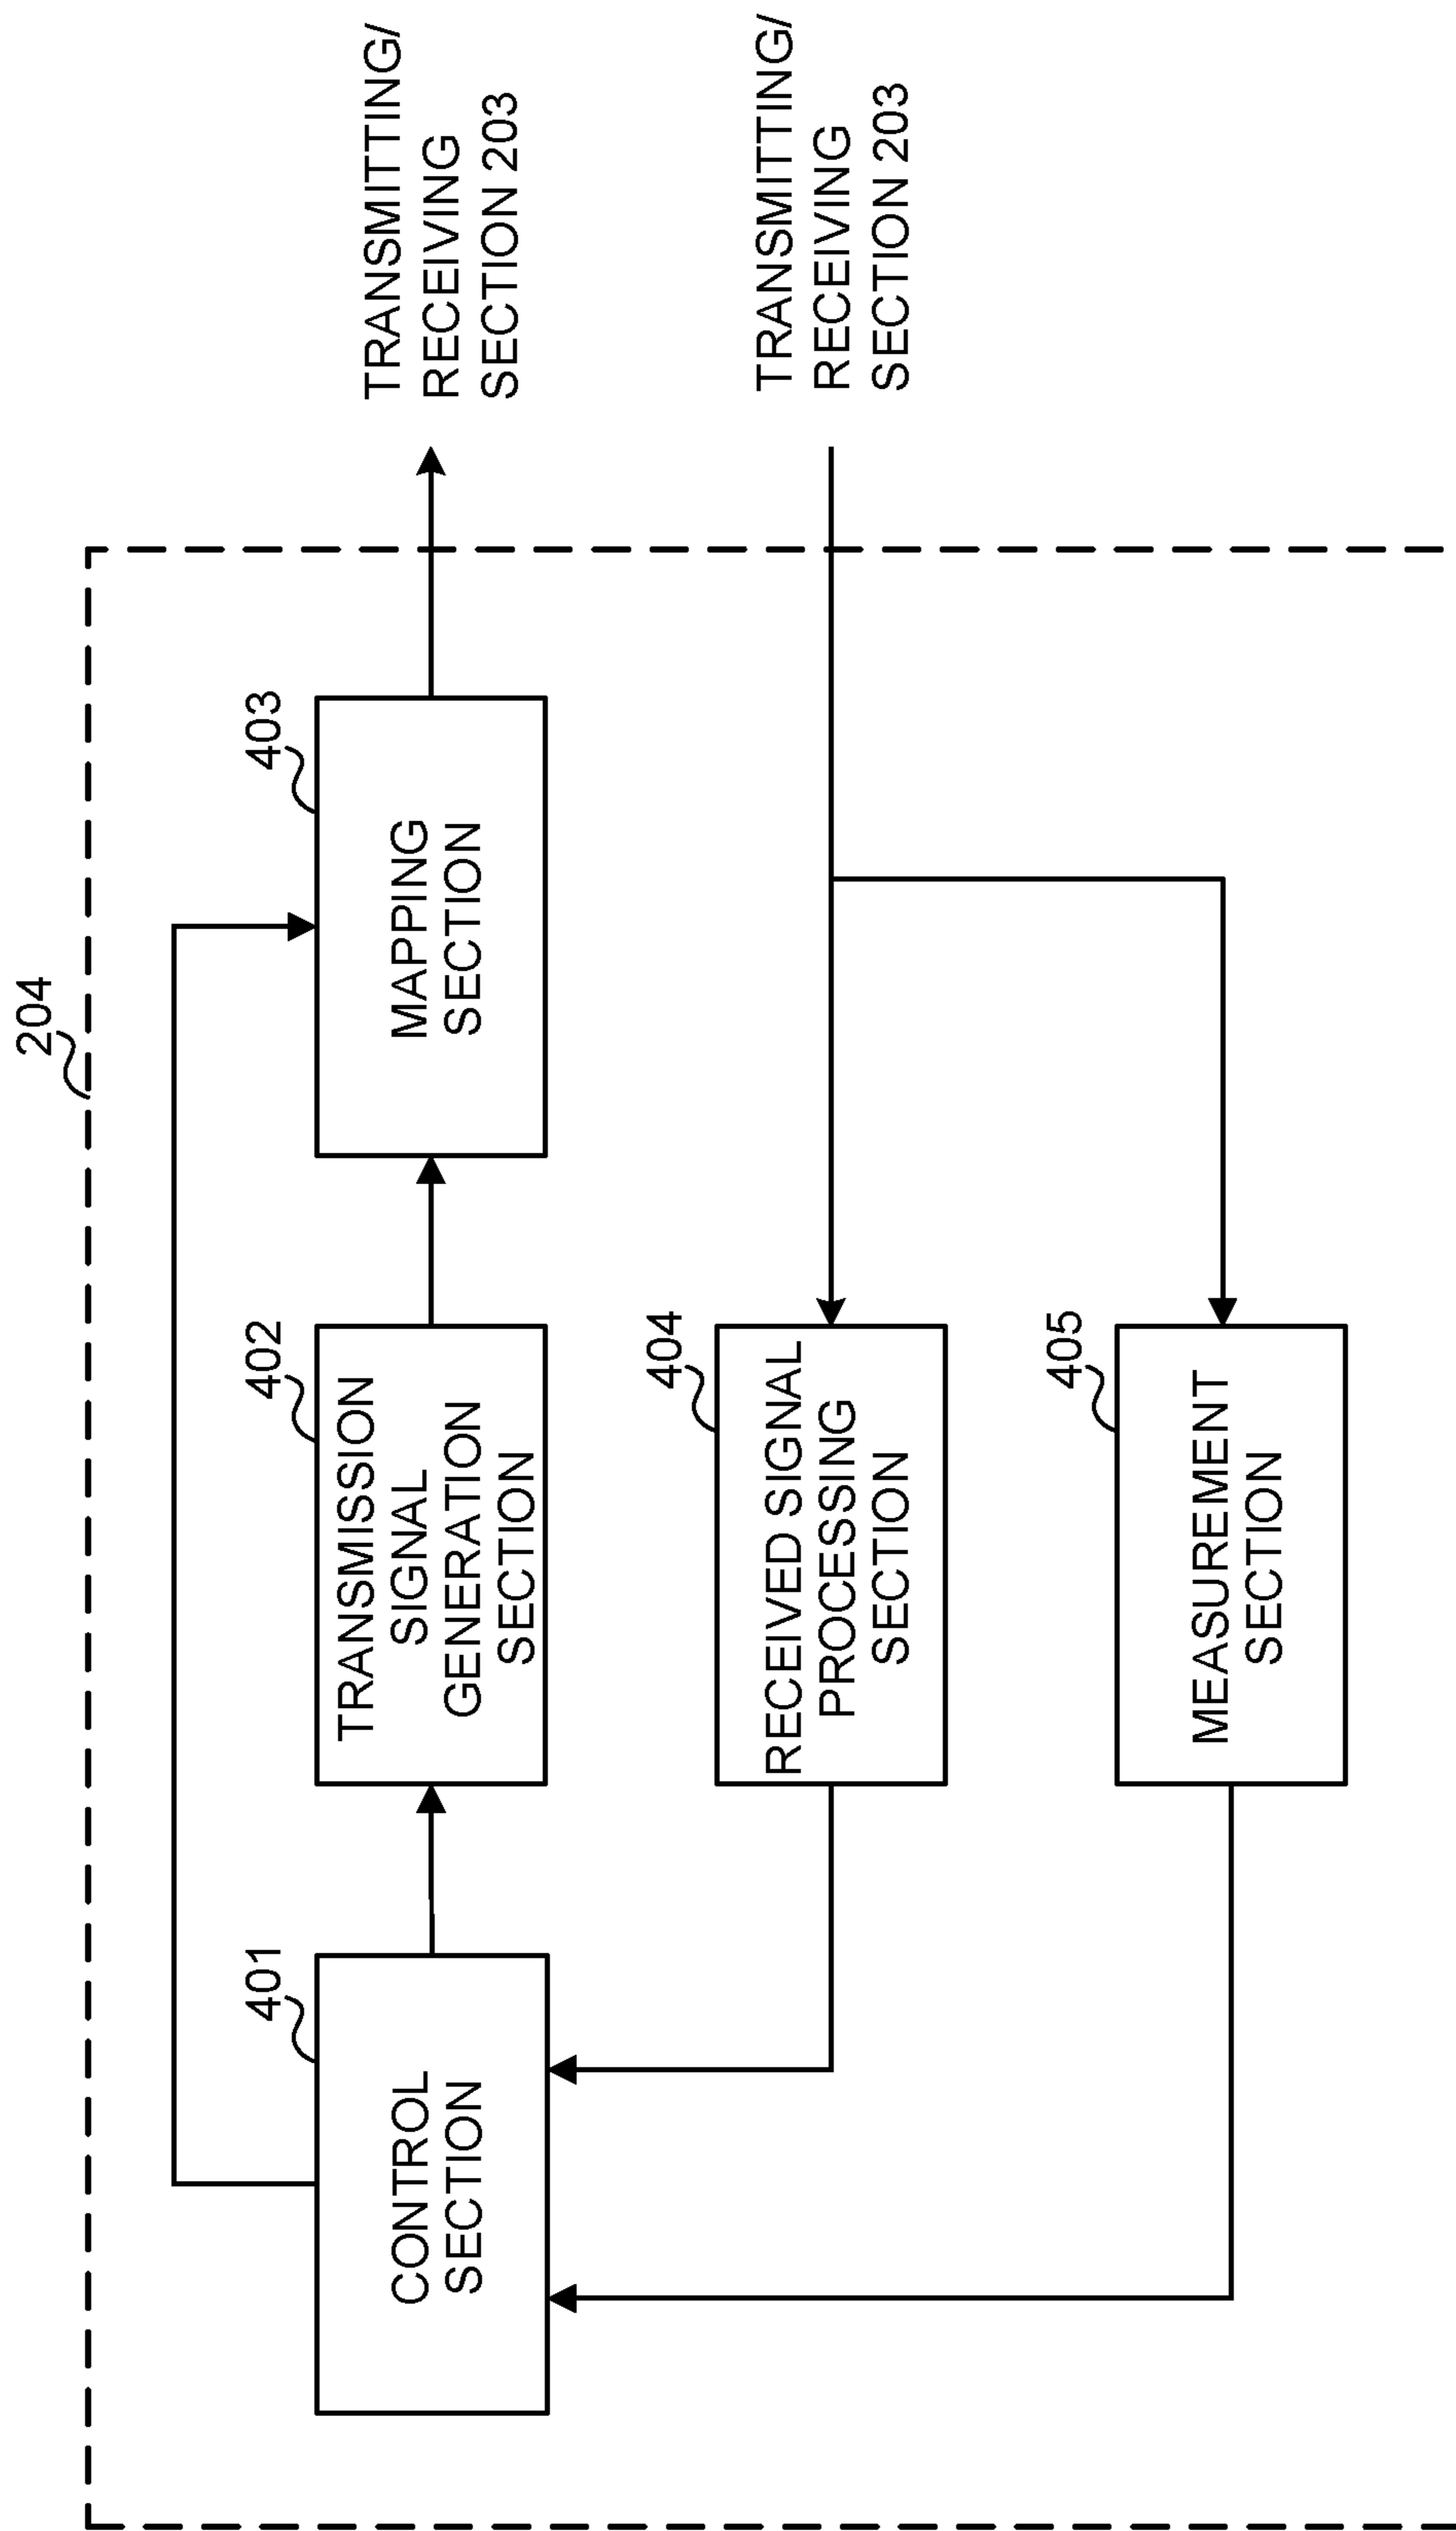 204
401
CONTROL
SECTION
402
TRANSMISSION
SIGNAL
GENERATION
SECTION
403
MAPPING
SECTION
TRANSMITTING/
RECEIVING
SECTION 203
404
RECEIVED SIGNAL
PROCESSING
SECTION
TRANSMITTING/
RECEIVING
SECTION 203
405
MEASUREMENT
SECTION